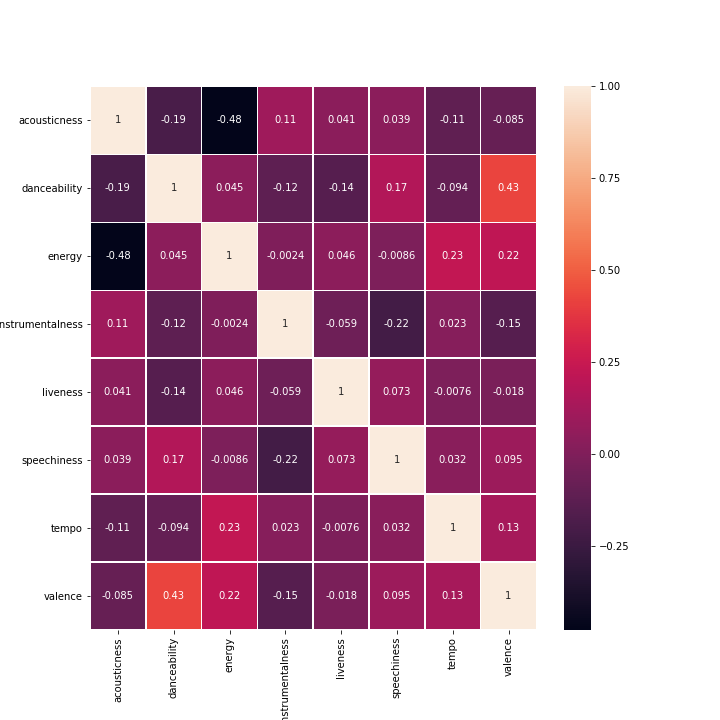 acousticness 1 -0.19 -0.48 0.11 0.041 0.039 -0.11 -0.085
danceability -0.19 1 0.045 -0.12 -0.14 0.17 -0.094 0.43
energy -0.48 0.045 1 -0.0024 0.046 -0.0086 0.23 0.22
nstrumentalness 0.11 -0.12 -0.0024 1 -0.059 -0.22 0.023 -0.15
liveness 0.041 -0.14 0.046 -0.059 1 0.073 -0.0076 -0.018
speechiness 0.039 0.17 -0.0086 -0.22 0.073 1 0.032 0.095
tempo -0.11 -0.094 0.23 0.023 -0.0076 0.032 1 0.13
valence -0.085 0.43 0.22 -0.15 -0.018 0.095 0.13 1
acousticness
danceability
energy
nstrumentalness
liveness
speechiness
tempo
valence
1.00
0.75
0.50
0.25
0.00
−0.25